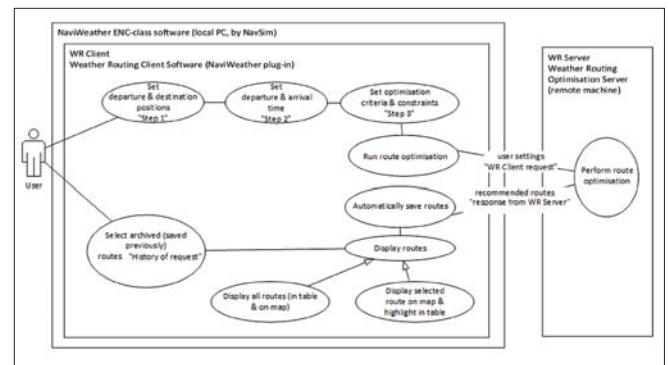 NaviWeather ENC-class software (local PC, by NavSim)
WR Client
Weather Routing Client Software (NaviWeather plug-in)
Set
departure & destination
positions
"Step 1"
Set
departure & arrival
time
"Step 2"
Set optimisation
criteria & constraints
"Step 3"
Run route optimisation
User
Automatically save routes
Select archived (saved
previously)
routes "History of request"
Display routes
Display all routes (in table
& on map)
Display selected
route on map &
highlight in table
user settings
"WR Client request"
recommended routes
"response from WR Server"
WR Server
Weather Routing
Optimisation Server
(remote machine)
Perform route
optimisation